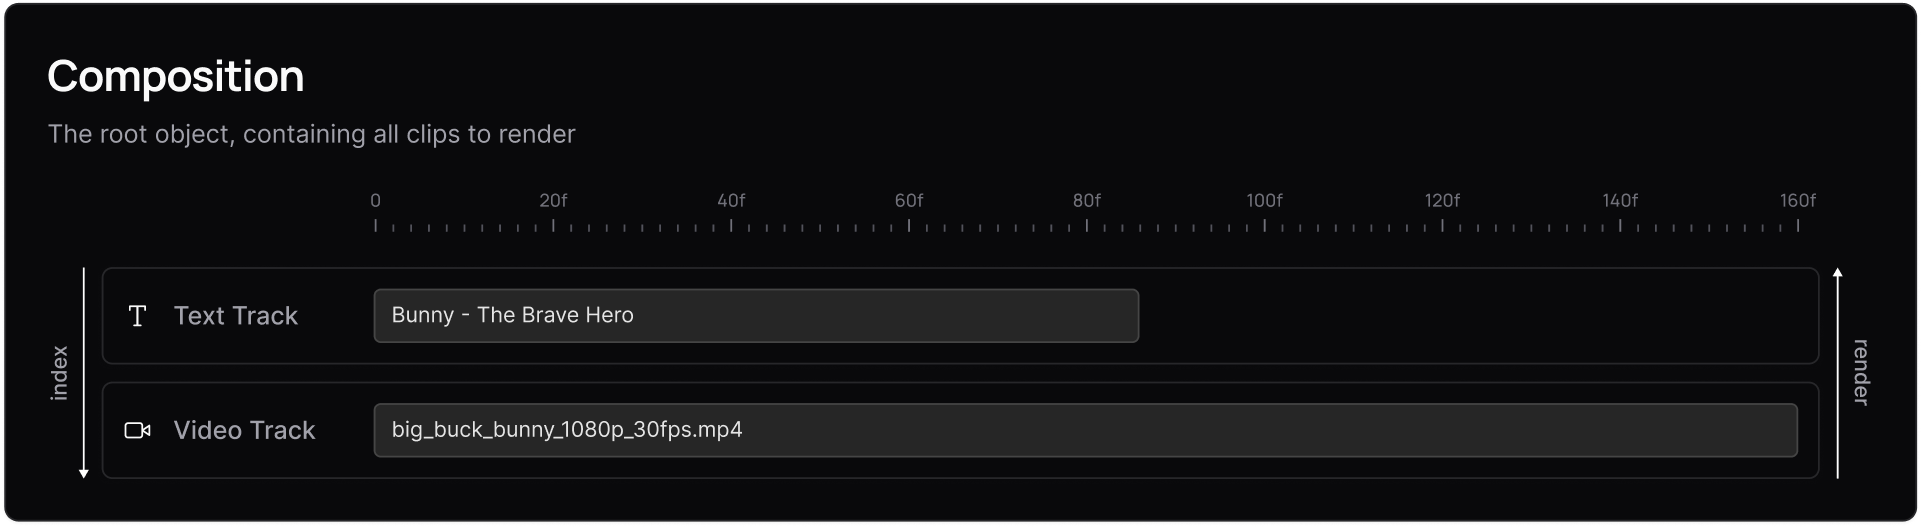 Composition
The root object, containing all clips to render
0 20f 40f 60f 80f 100f 120f 140f 160f
index
Text Track
Bunny - The Brave Hero
Video Track
big_buck_bunny_1080p_30fps.mp4
render